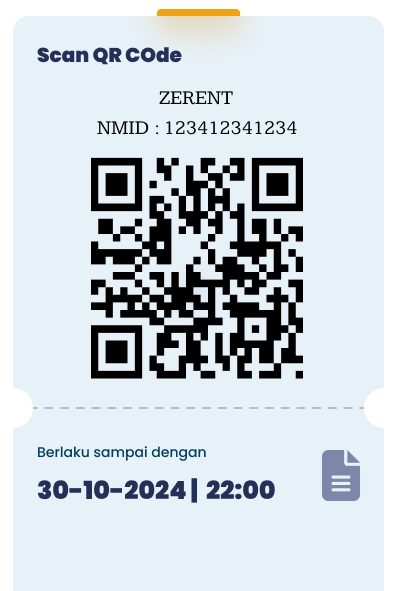 Scan QR COde
ZERENT
NMID : 123412341234
Berlaku sampai dengan
30-10-2024 | 22:00